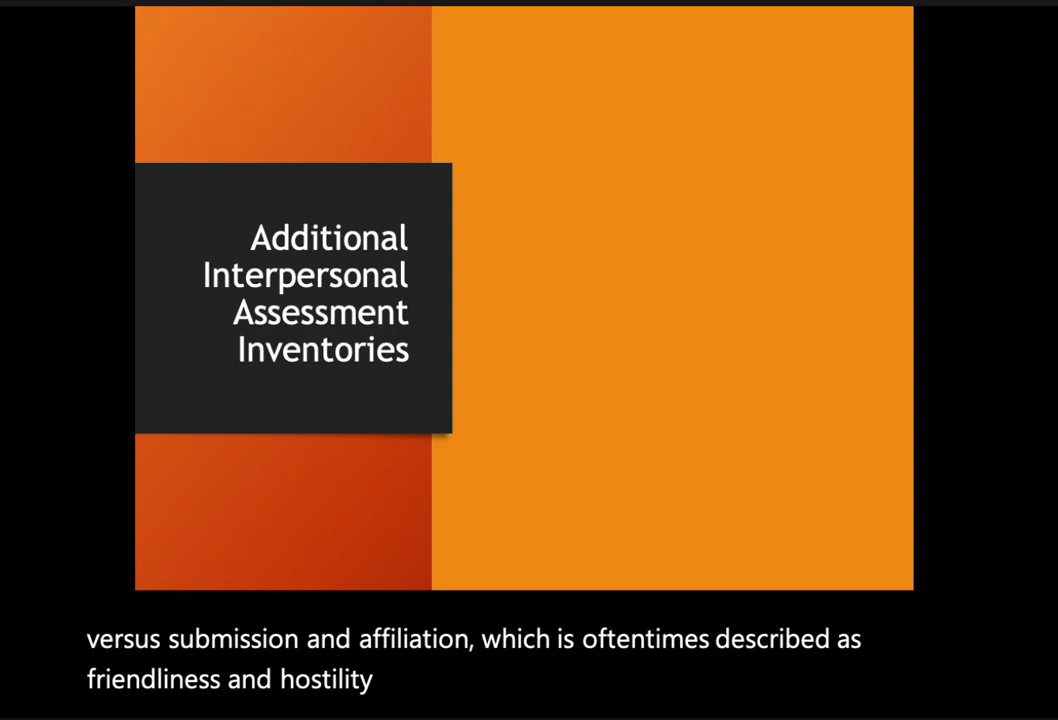 Additional
Interpersonal
Assessment
Inventories
versus submission and affiliation, which is oftentimes described as
friendliness and hostility